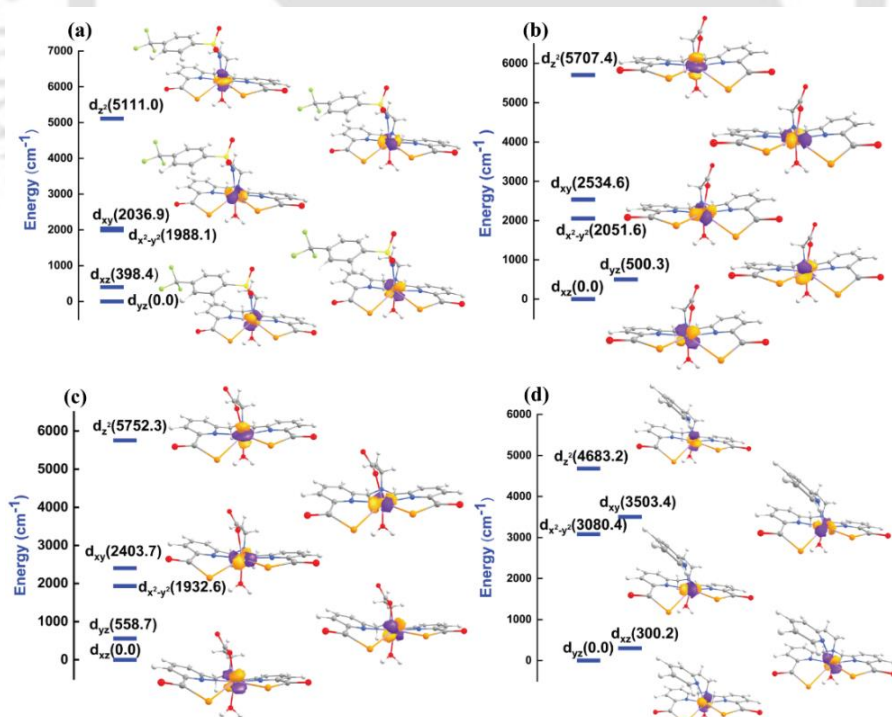 (a)
7000
6000
5000
4000
3000
2000
1000
0
Energy (cm⁻¹)
d_z²(5111.0)
d_xy(2036.9)
d_x²-y²(1988.1)
d_xz(398.4)
d_yz(0.0)
(b)
6000
5000
4000
3000
2000
1000
0
Energy (cm⁻¹)
d_z²(5707.4)
d_xy(2534.6)
d_x²-y²(2051.6)
d_yz(500.3)
d_xz(0.0)
(c)
6000
5000
4000
3000
2000
1000
0
Energy (cm⁻¹)
d_z²(5752.3)
d_xy(2403.7)
d_x²-y²(1932.6)
d_yz(558.7)
d_xz(0.0)
(d)
6000
5000
4000
3000
2000
1000
0
Energy (cm⁻¹)
d_z²(4683.2)
d_xy(3503.4)
d_x²-y²(3080.4)
d_xz(300.2)
d_yz(0.0)